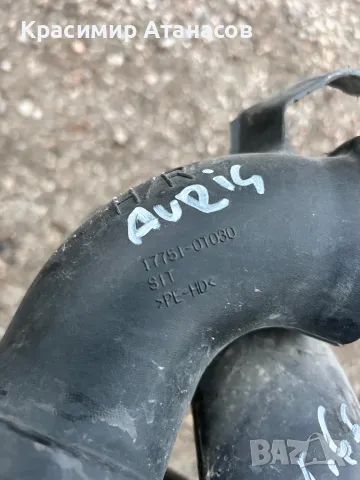 Красимир Атанасов
H/R
AURIS
17751-0T030
SIT
>PE-HD<
BAZAR